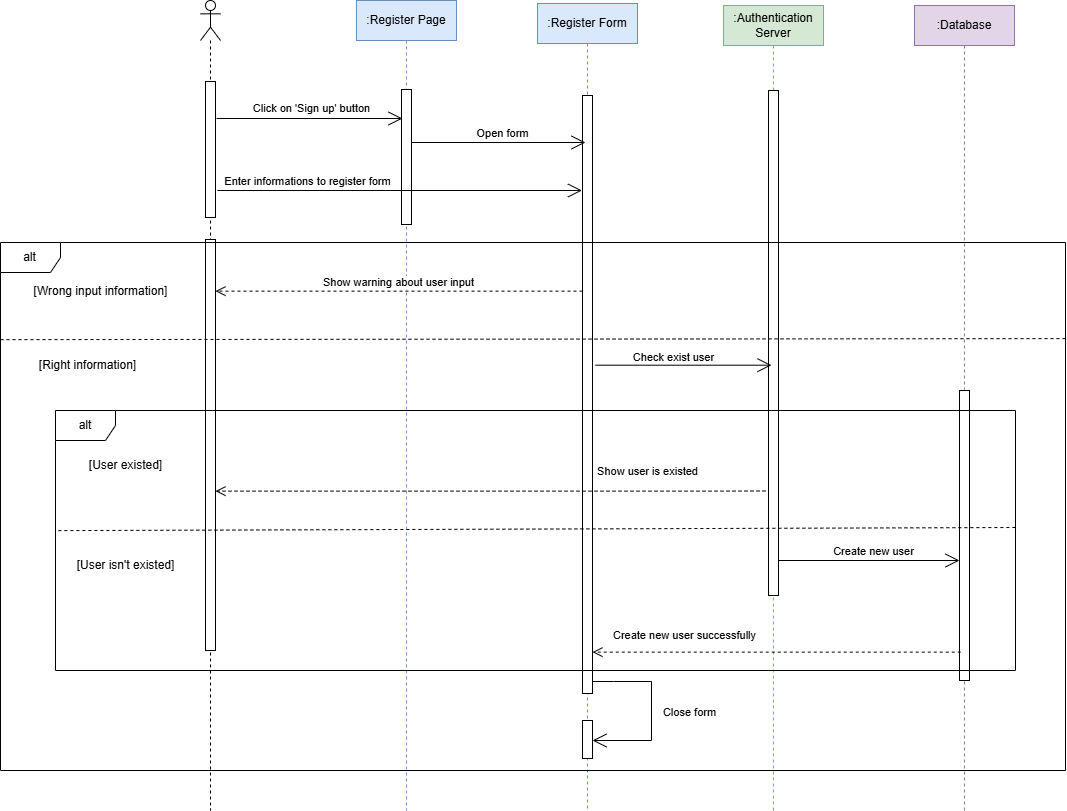 :Register Page
:Register Form
:Authentication
Server
:Database
Click on 'Sign up' button
Open form
Enter informations to register form
alt
[Wrong input information]
Show warning about user input
[Right information]
Check exist user
alt
[User existed]
Show user is existed
[User isn't existed]
Create new user
Create new user successfully
Close form